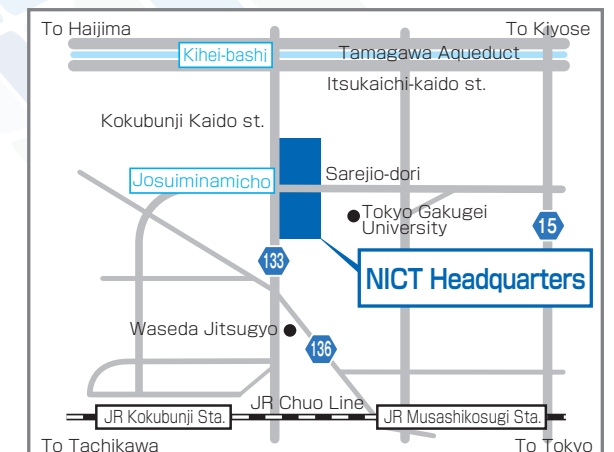 To Haijima
To Kiyose
Kihei-bashi
Tamagawa Aqueduct
Itsukaichi-kaido st.
Kokubunji Kaido st.
Josuiminamicho
Sarejio-dori
Tokyo Gakugei
University
15
133
NICT Headquarters
Waseda Jitsugyo
136
JR Chuo Line
JR Kokubunji Sta.
JR Musashikosugi Sta.
To Tachikawa
To Tokyo